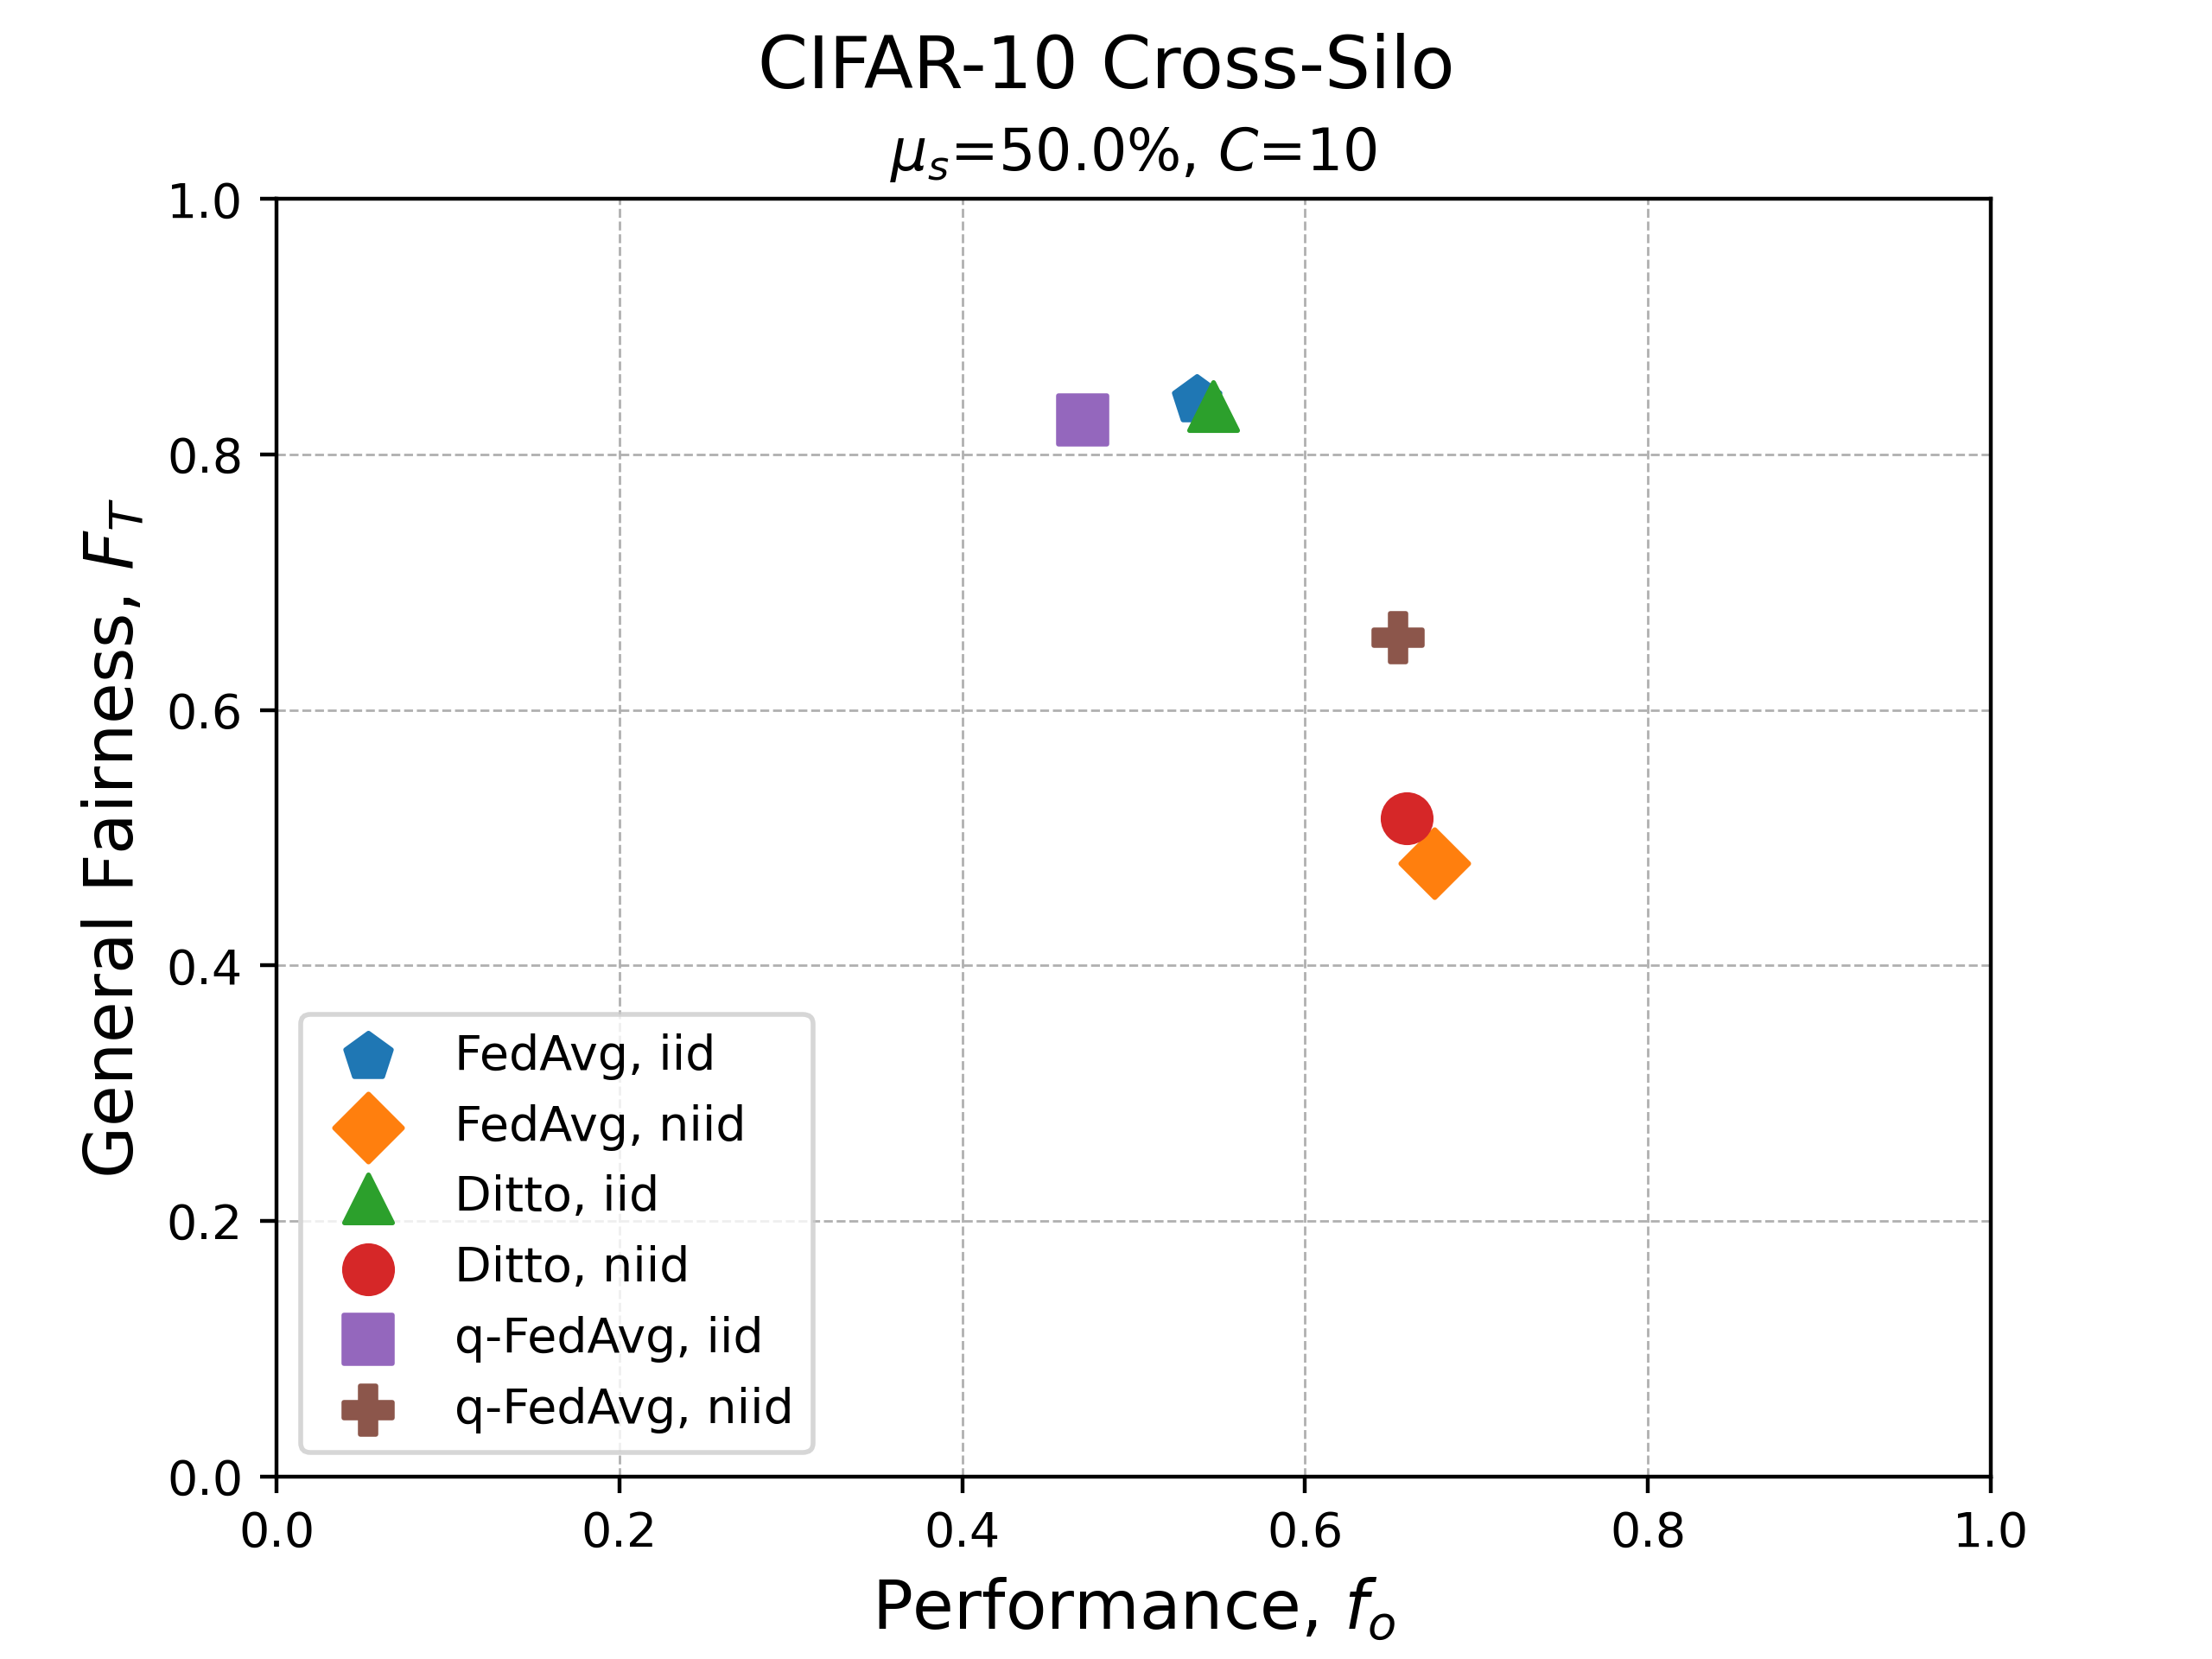 CIFAR-10 Cross-Silo
μs=50.0%, C=10
1.0
0.8
0.6
0.4
0.2
0.0
General Fairness, FT
FedAvg, iid
FedAvg, niid
Ditto, iid
Ditto, niid
q-FedAvg, iid
q-FedAvg, niid
0.0 0.2 0.4 0.6 0.8 1.0
Performance, fo